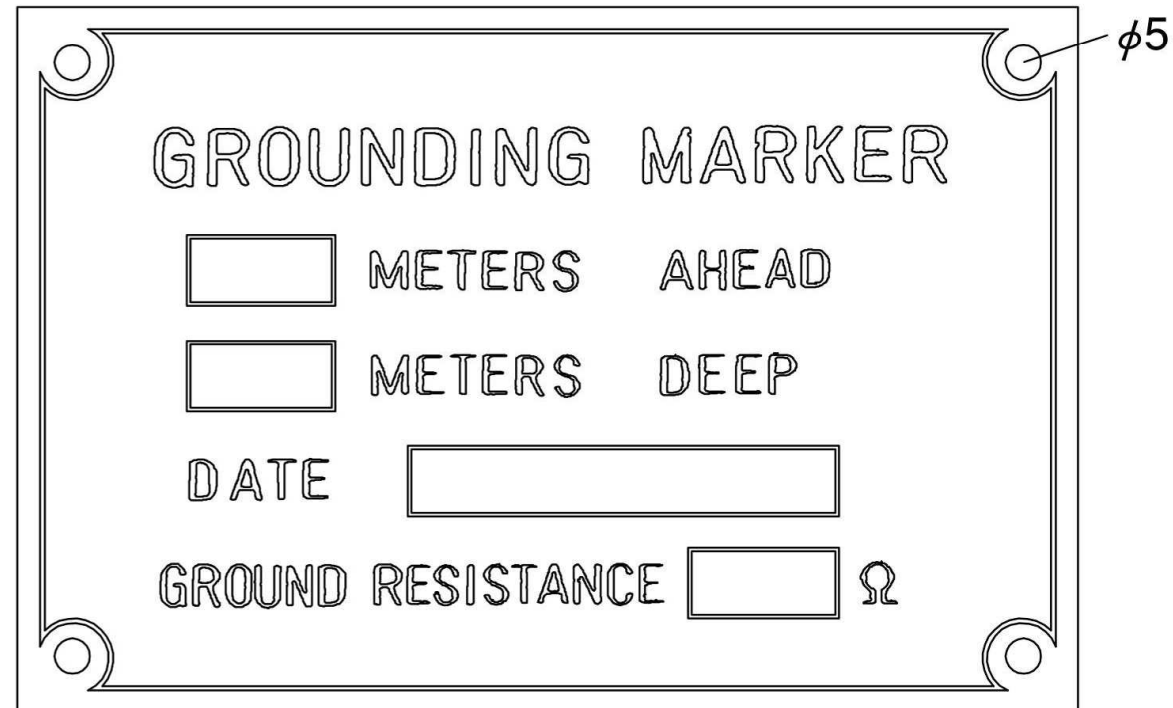 φ5
GROUNDING MARKER
METERS AHEAD
METERS DEEP
DATE
GROUND RESISTANCE Ω